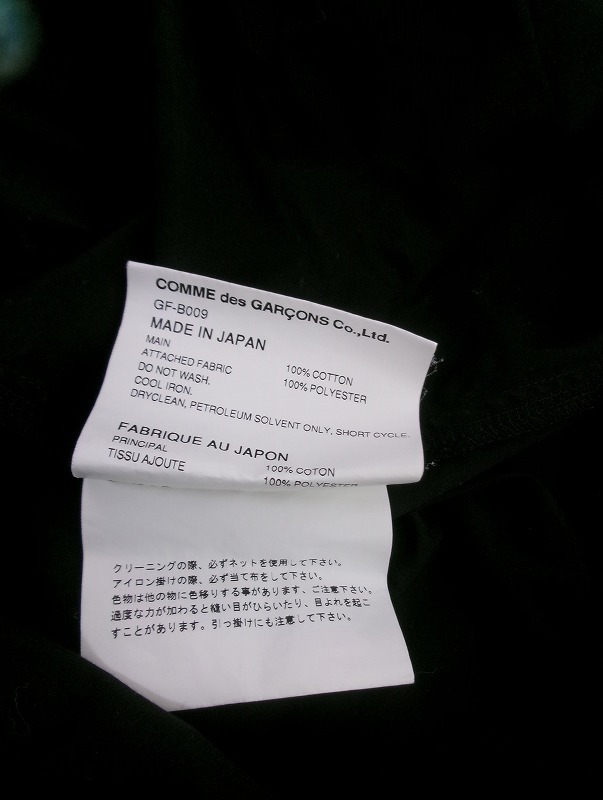 COMME des GARÇONS Co.,Ltd.
GF-B009
MADE IN JAPAN
MAIN 100% COTTON
ATTACHED FABRIC 100% POLYESTER
DO NOT WASH.
COOL IRON.
DRYCLEAN, PETROLEUM SOLVENT ONLY, SHORT CYCLE.
FABRIQUE AU JAPON
PRINCIPAL 100% COTON
TISSU AJOUTE 100% POLYESTER
クリーニングの際、必ずネットを使用して下さい。
アイロン掛けの際、必ず当て布をして下さい。
色物は他の物に色移りする事があります、ご注意下さい。
過度な力が加わると縫い目がひらいたり、目よれを起こ
すことがあります。引っ掛けにも注意して下さい。